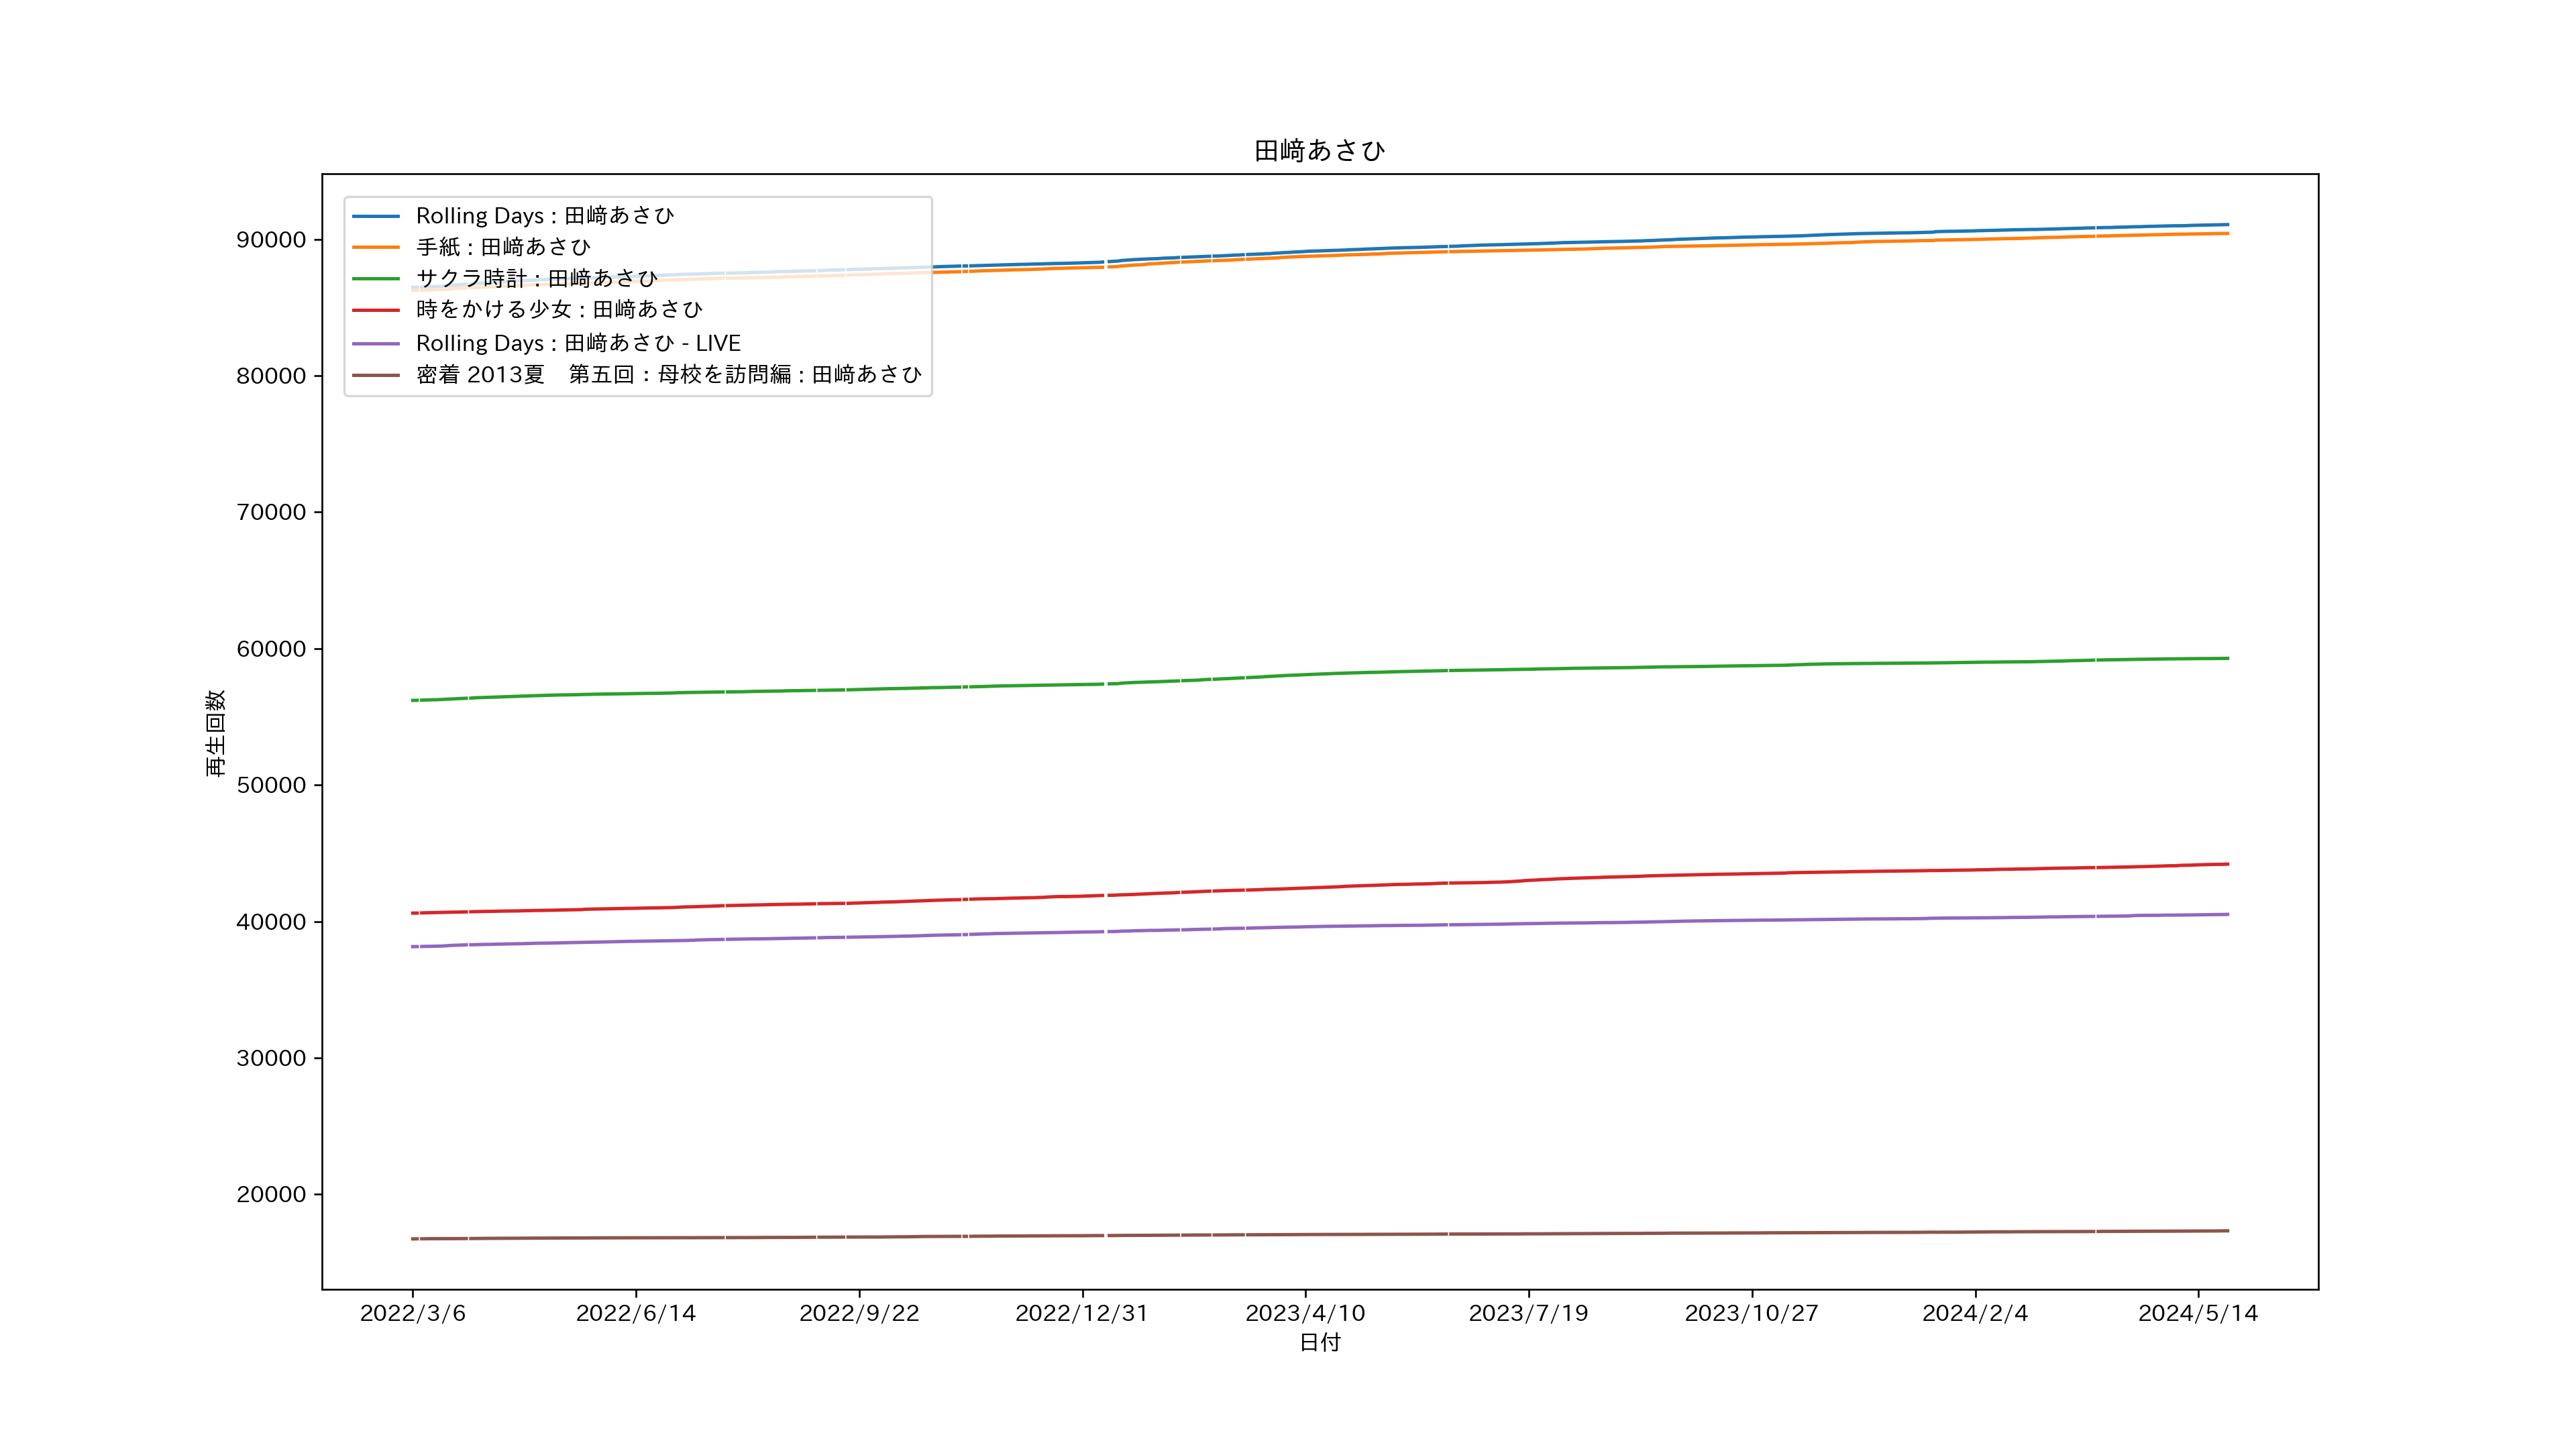 田﨑あさひ
Rolling Days : 田﨑あさひ
手紙 : 田﨑あさひ
サクラ時計 : 田﨑あさひ
時をかける少女 : 田﨑あさひ
Rolling Days : 田﨑あさひ - LIVE
密着 2013夏　第五回：母校を訪問編 : 田﨑あさひ
90000
80000
70000
60000
50000
40000
30000
20000
再生回数
2022/3/6 2022/6/14 2022/9/22 2022/12/31 2023/4/10 2023/7/19 2023/10/27 2024/2/4 2024/5/14
日付